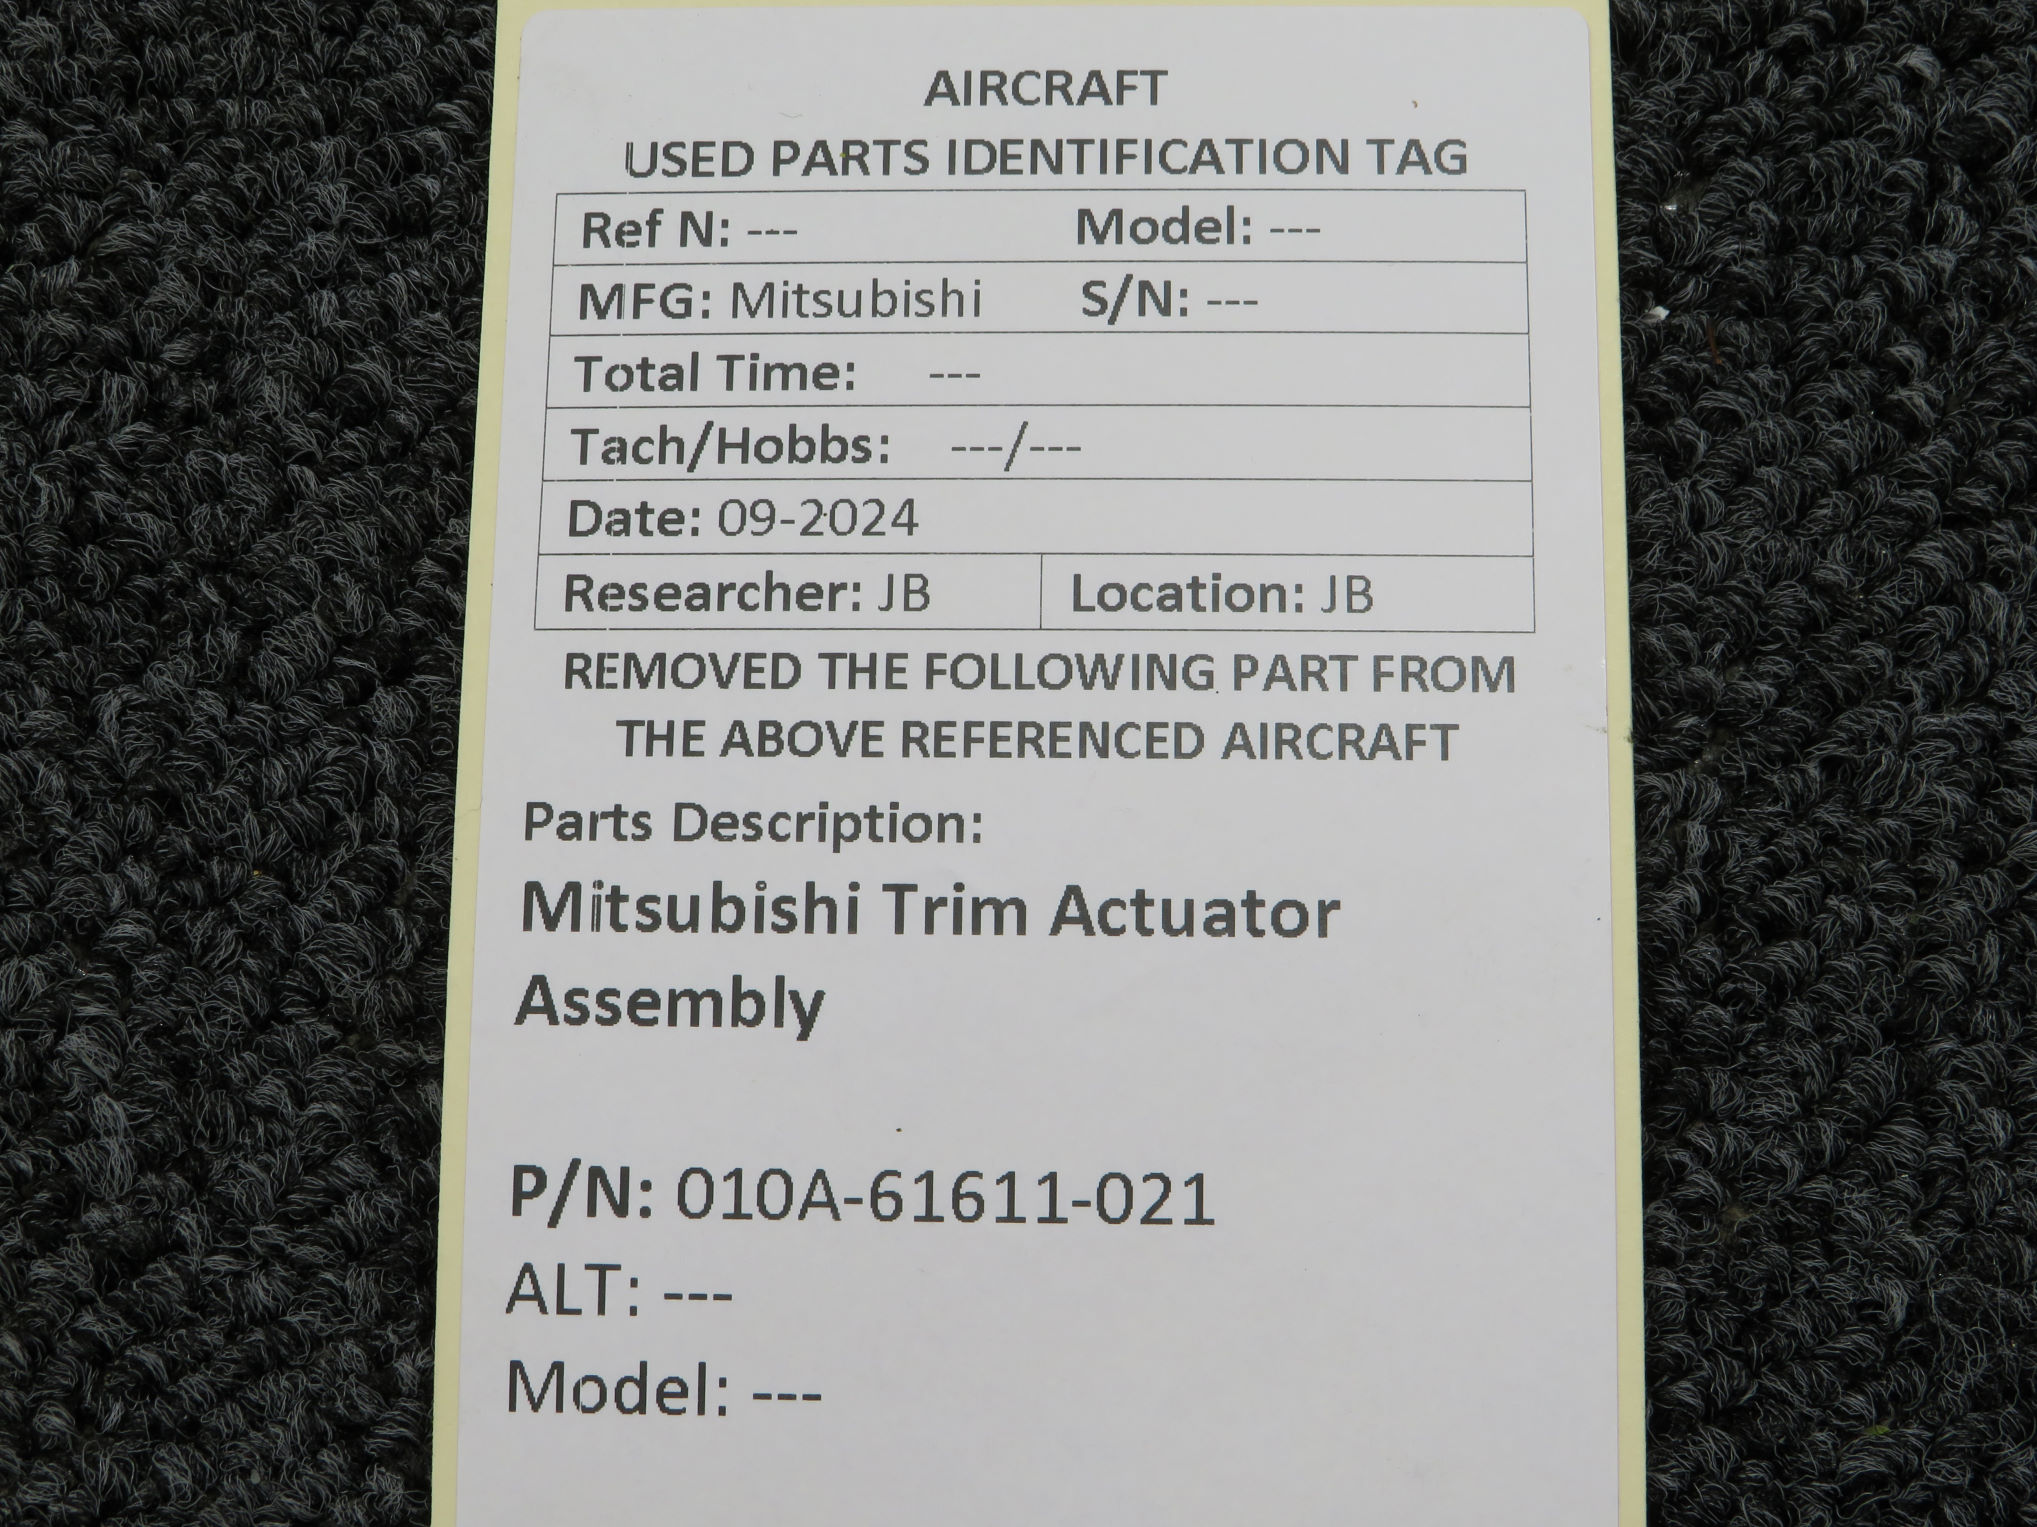 AIRCRAFT
USED PARTS IDENTIFICATION TAG
Ref N: --- Model: ---
MFG: Mitsubishi S/N: ---
Total Time: ---
Tach/Hobbs: ---/---
Date: 09-2024
Researcher: JB Location: JB
REMOVED THE FOLLOWING PART FROM
THE ABOVE REFERENCED AIRCRAFT
Parts Description:
Mitsubishi Trim Actuator
Assembly
P/N: 010A-61611-021
ALT: ---
Model: ---